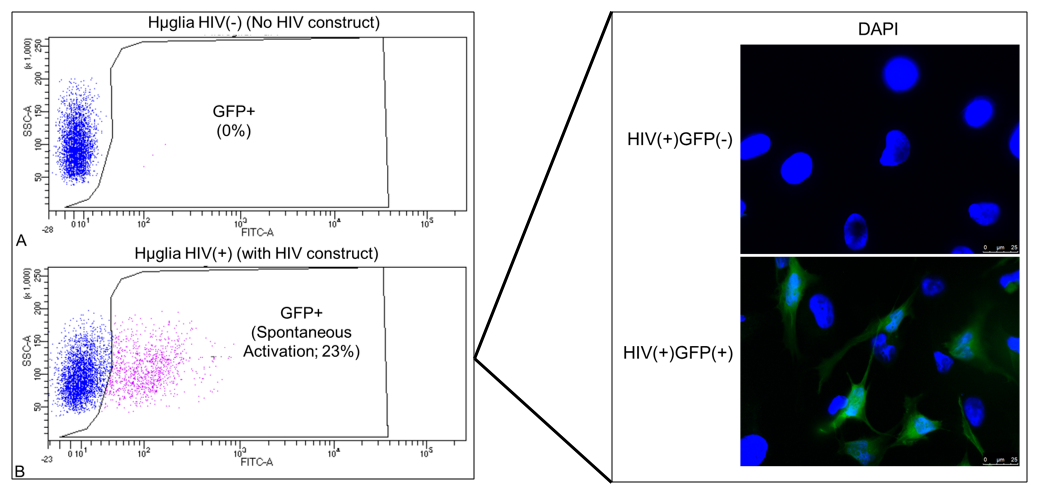 Hμglia HIV(-) (No HIV construct)
(x 1,000)
SSC-A
250
200
150
100
50
GFP+
(0%)
-28
0 10¹
10²
10³
10⁴
10⁵
FITC-A
A
Hμglia HIV(+) (with HIV construct)
(x 1,000)
SSC-A
250
200
150
100
50
GFP+
(Spontaneous
Activation; 23%)
-23
0 10¹
10²
10³
10⁴
10⁵
FITC-A
B
DAPI
HIV(+)GFP(-)
0 μm 25
HIV(+)GFP(+)
0 μm 25